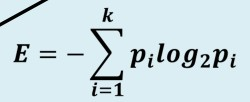 E = − ∑_{i=1}^{k} p_i log_2 p_i